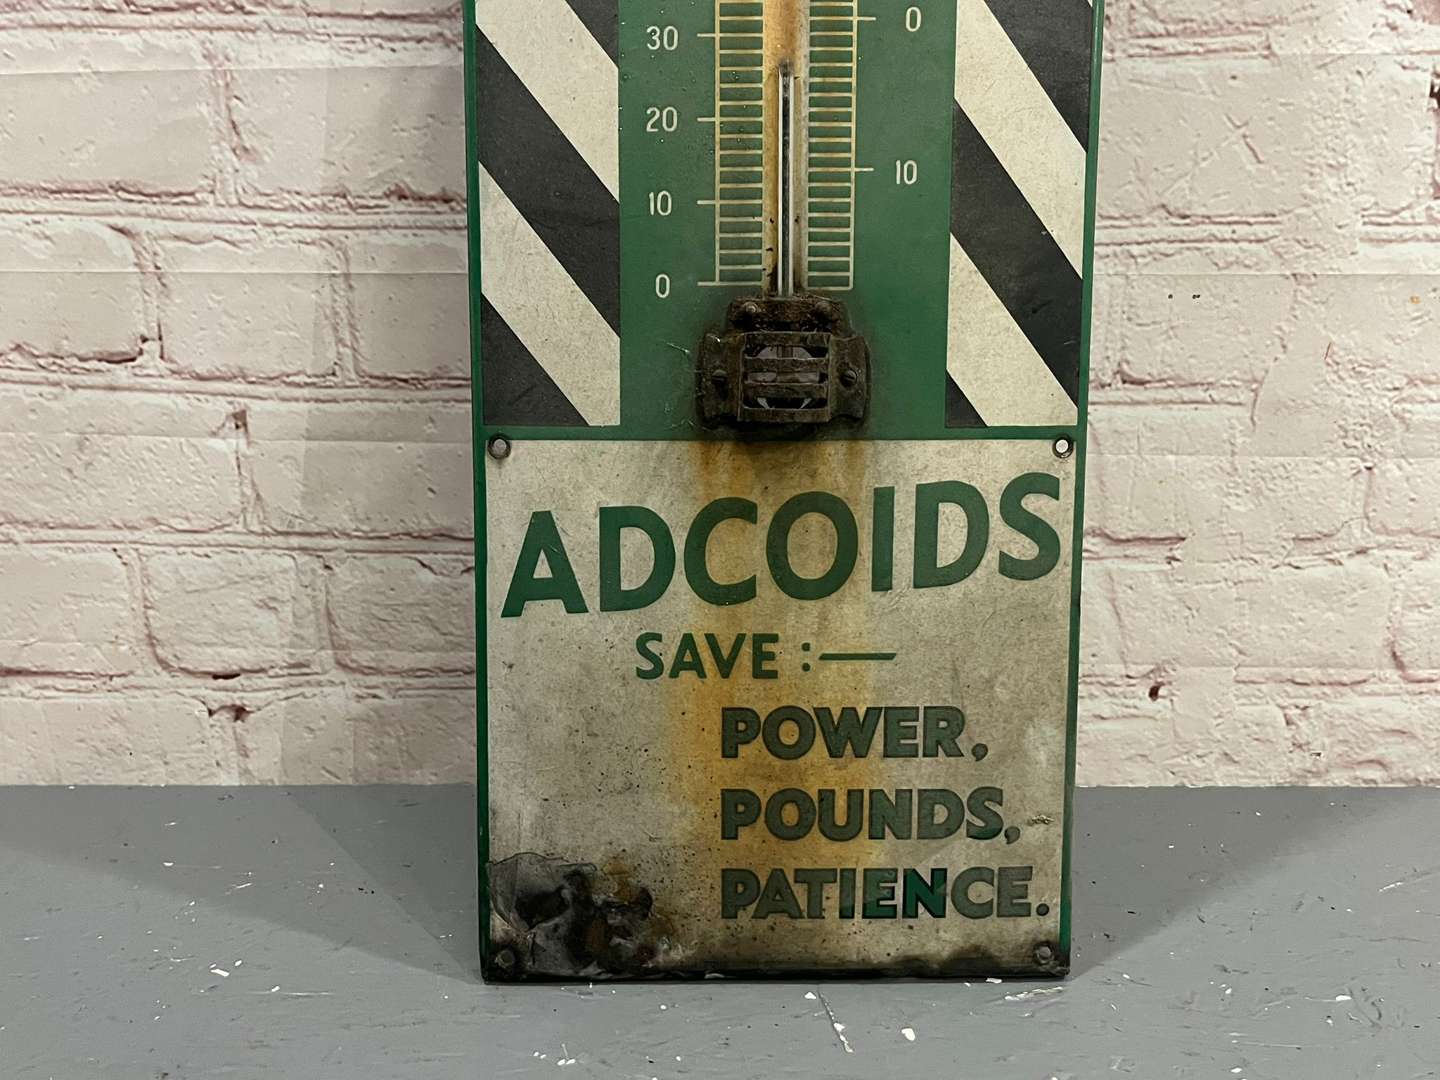 30 0
20
10
10
0
ADCOIDS
SAVE :—
POWER,
POUNDS,
PATIENCE.